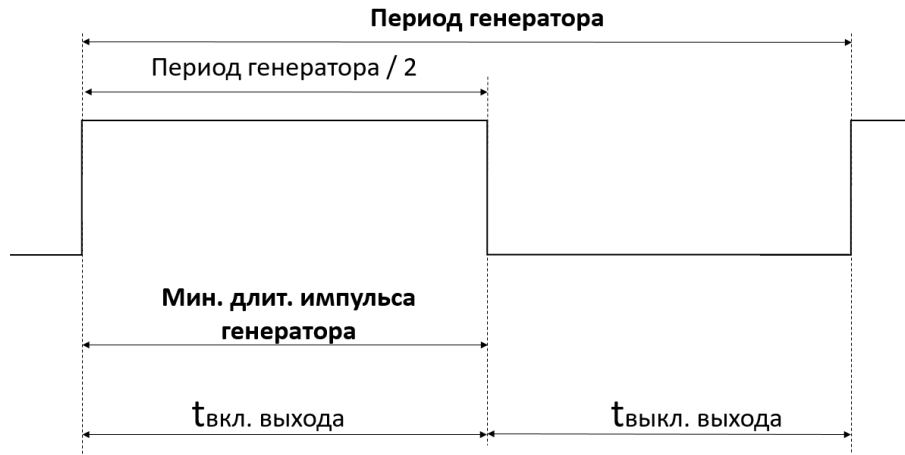 Период генератора
Период генератора / 2
Мин. длит. импульса
генератора
tвкл. выхода
tвыкл. выхода